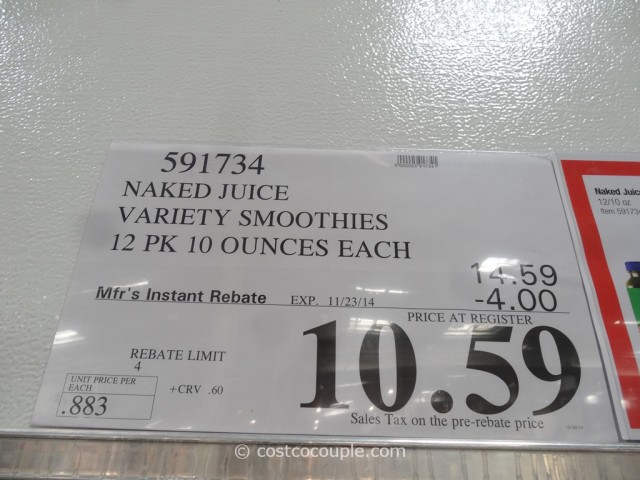 591734
NAKED JUICE
VARIETY SMOOTHIES
12 PK 10 OUNCES EACH
14.59
Mfr's Instant Rebate EXP. 11/23/14 -4.00
PRICE AT REGISTER
10.59
REBATE LIMIT
4
UNIT PRICE PER
EACH
.883
+CRV .60
Sales Tax on the pre-rebate price
Naked Juic
12/10 oz
Item 59173
© costcocouple.com